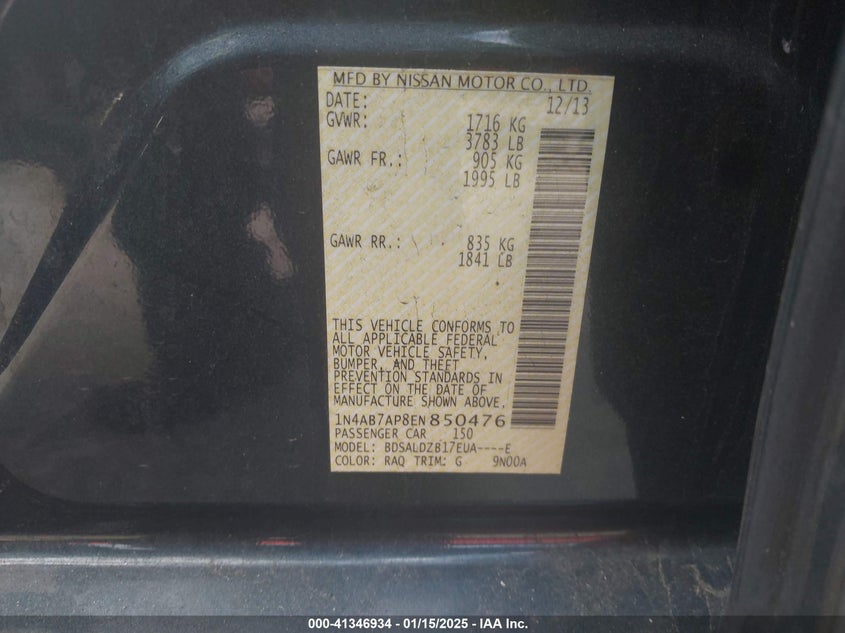 MFD BY NISSAN MOTOR CO., LTD.
DATE: 12/13
GVWR: 1716 KG
3783 LB
GAWR FR.: 905 KG
1995 LB
GAWR RR.: 835 KG
1841 LB
THIS VEHICLE CONFORMS TO
ALL APPLICABLE FEDERAL
MOTOR VEHICLE SAFETY,
BUMPER, AND THEFT
PREVENTION STANDARDS IN
EFFECT ON THE DATE OF
MANUFACTURE SHOWN ABOVE.
1N4AB7AP8EN850476
PASSENGER CAR 150
MODEL: BDSALDZB17EUA----E
COLOR: RAQ TRIM: G 9N00A
000-41346934 - 01/15/2025 - IAA Inc.